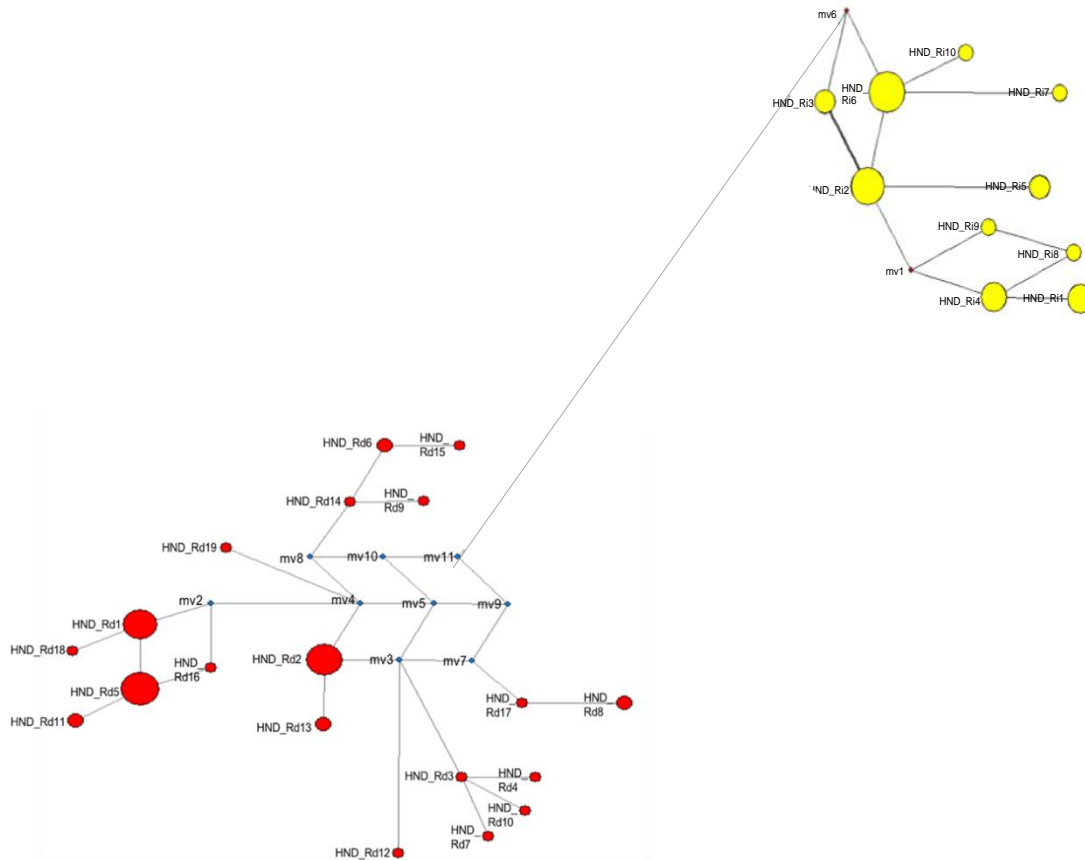 mv6
HND_Ri10
HND_
Ri6
HND_Ri7
HND_Ri3
HND_Ri2
HND_Ri5
HND_Ri9
HND_Ri8
mv1
HND_Ri4
HND_Ri1
HND_Rd6
HND_
Rd15
HND_Rd14
HND_
Rd9
HND_Rd19
mv8
mv10
mv11
mv2
mv4
mv5
mv9
HND_Rd1
HND_Rd18
HND_
Rd16
HND_Rd2
mv3
mv7
HND_Rd5
HND_Rd11
HND_Rd13
HND_
Rd17
HND_
Rd8
HND_Rd3
HND_
Rd4
HND_
Rd10
HND_
Rd7
HND_Rd12